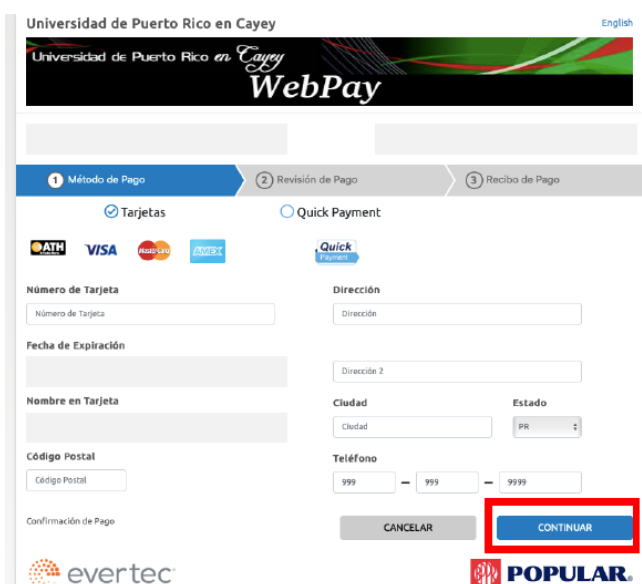 Universidad de Puerto Rico en Cayey
English
Universidad de Puerto Rico en Cayey
WebPay
1 Método de Pago
2 Revisión de Pago
3 Recibo de Pago
Tarjetas
Quick Payment
ATH
VISA
MasterCard
AMEX
Quick
Payment
Número de Tarjeta
Dirección
Número de Tarjeta
Dirección
Fecha de Expiración
Dirección 2
Nombre en Tarjeta
Ciudad
Estado
Ciudad
PR
Código Postal
Teléfono
Código Postal
999 — 999 — 9999
Confirmación de Pago
CANCELAR
CONTINUAR
evertec
POPULAR